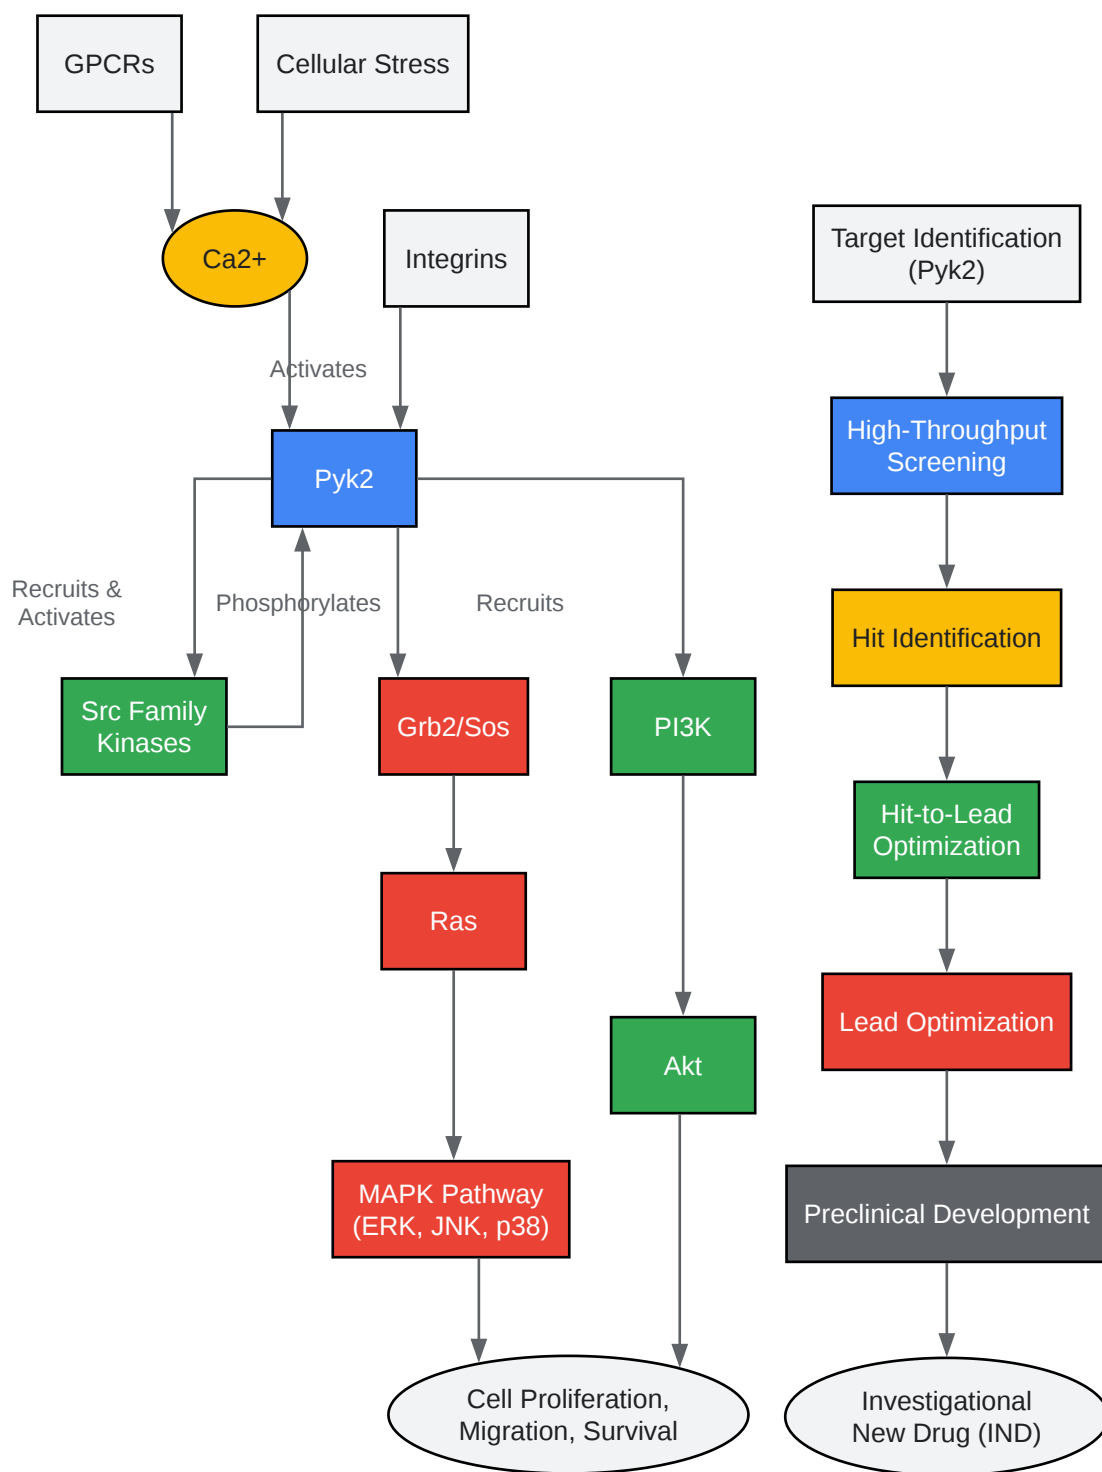 GPCRs
Cellular Stress
Ca2+
Integrins
Activates
Pyk2
Recruits &
Activates
Phosphorylates
Recruits
Src Family
Kinases
Grb2/Sos
PI3K
Ras
Akt
MAPK Pathway
(ERK, JNK, p38)
Cell Proliferation,
Migration, Survival
Target Identification
(Pyk2)
High-Throughput
Screening
Hit Identification
Hit-to-Lead
Optimization
Lead Optimization
Preclinical Development
Investigational
New Drug (IND)